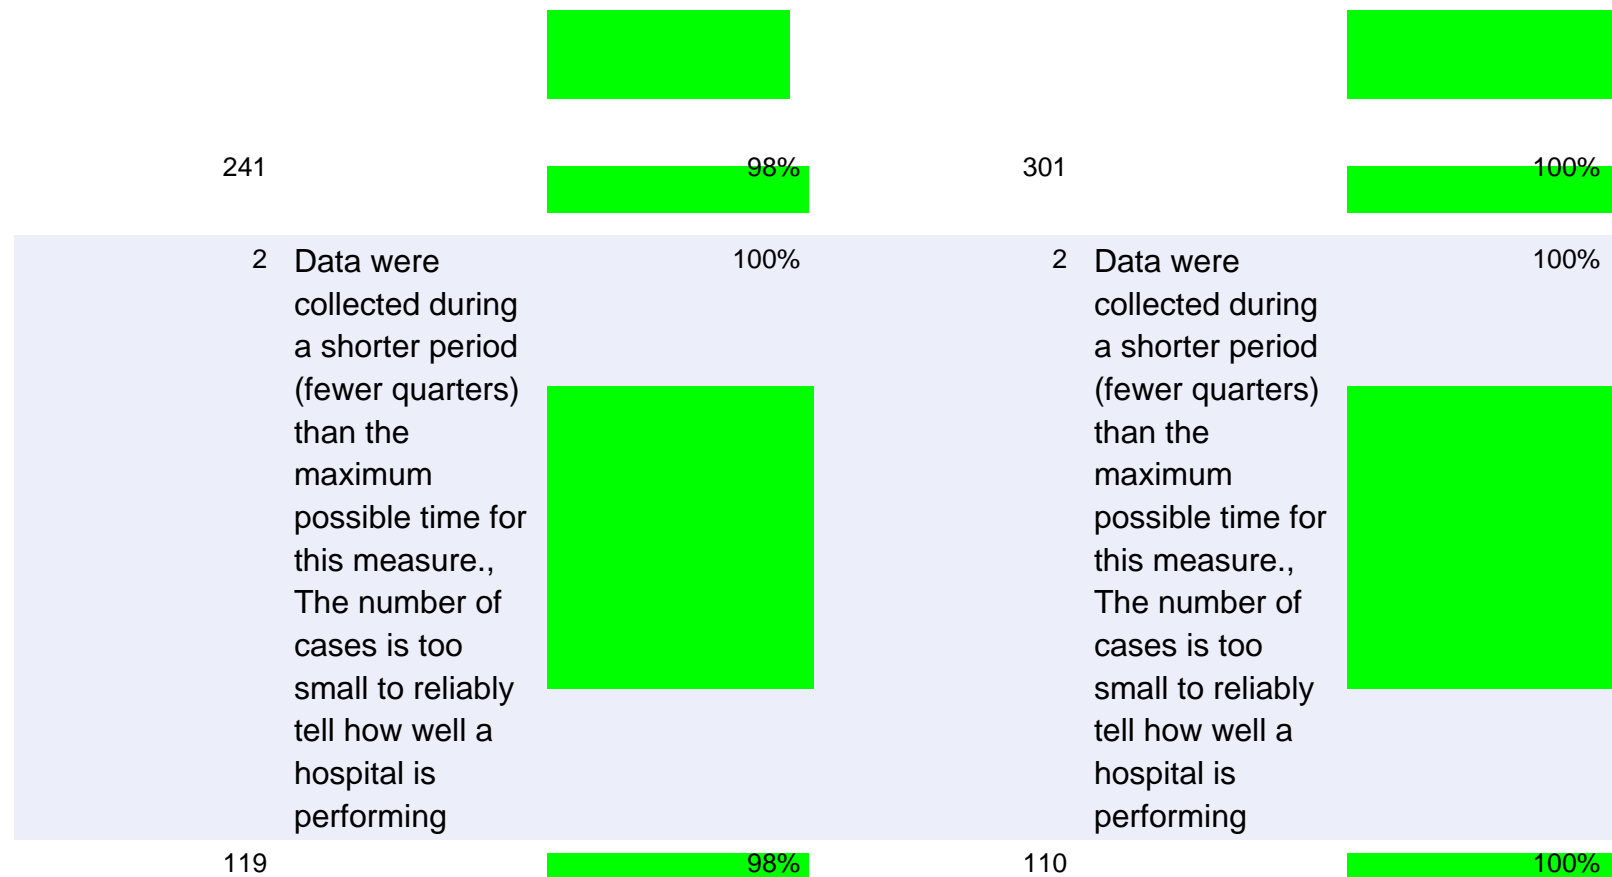 241 98% 301 100%
2 Data were 100% 2 Data were 100%
collected during collected during
a shorter period a shorter period
(fewer quarters) (fewer quarters)
than the than the
maximum maximum
possible time for possible time for
this measure., this measure.,
The number of The number of
cases is too cases is too
small to reliably small to reliably
tell how well a tell how well a
hospital is hospital is
performing performing
119 98% 110 100%